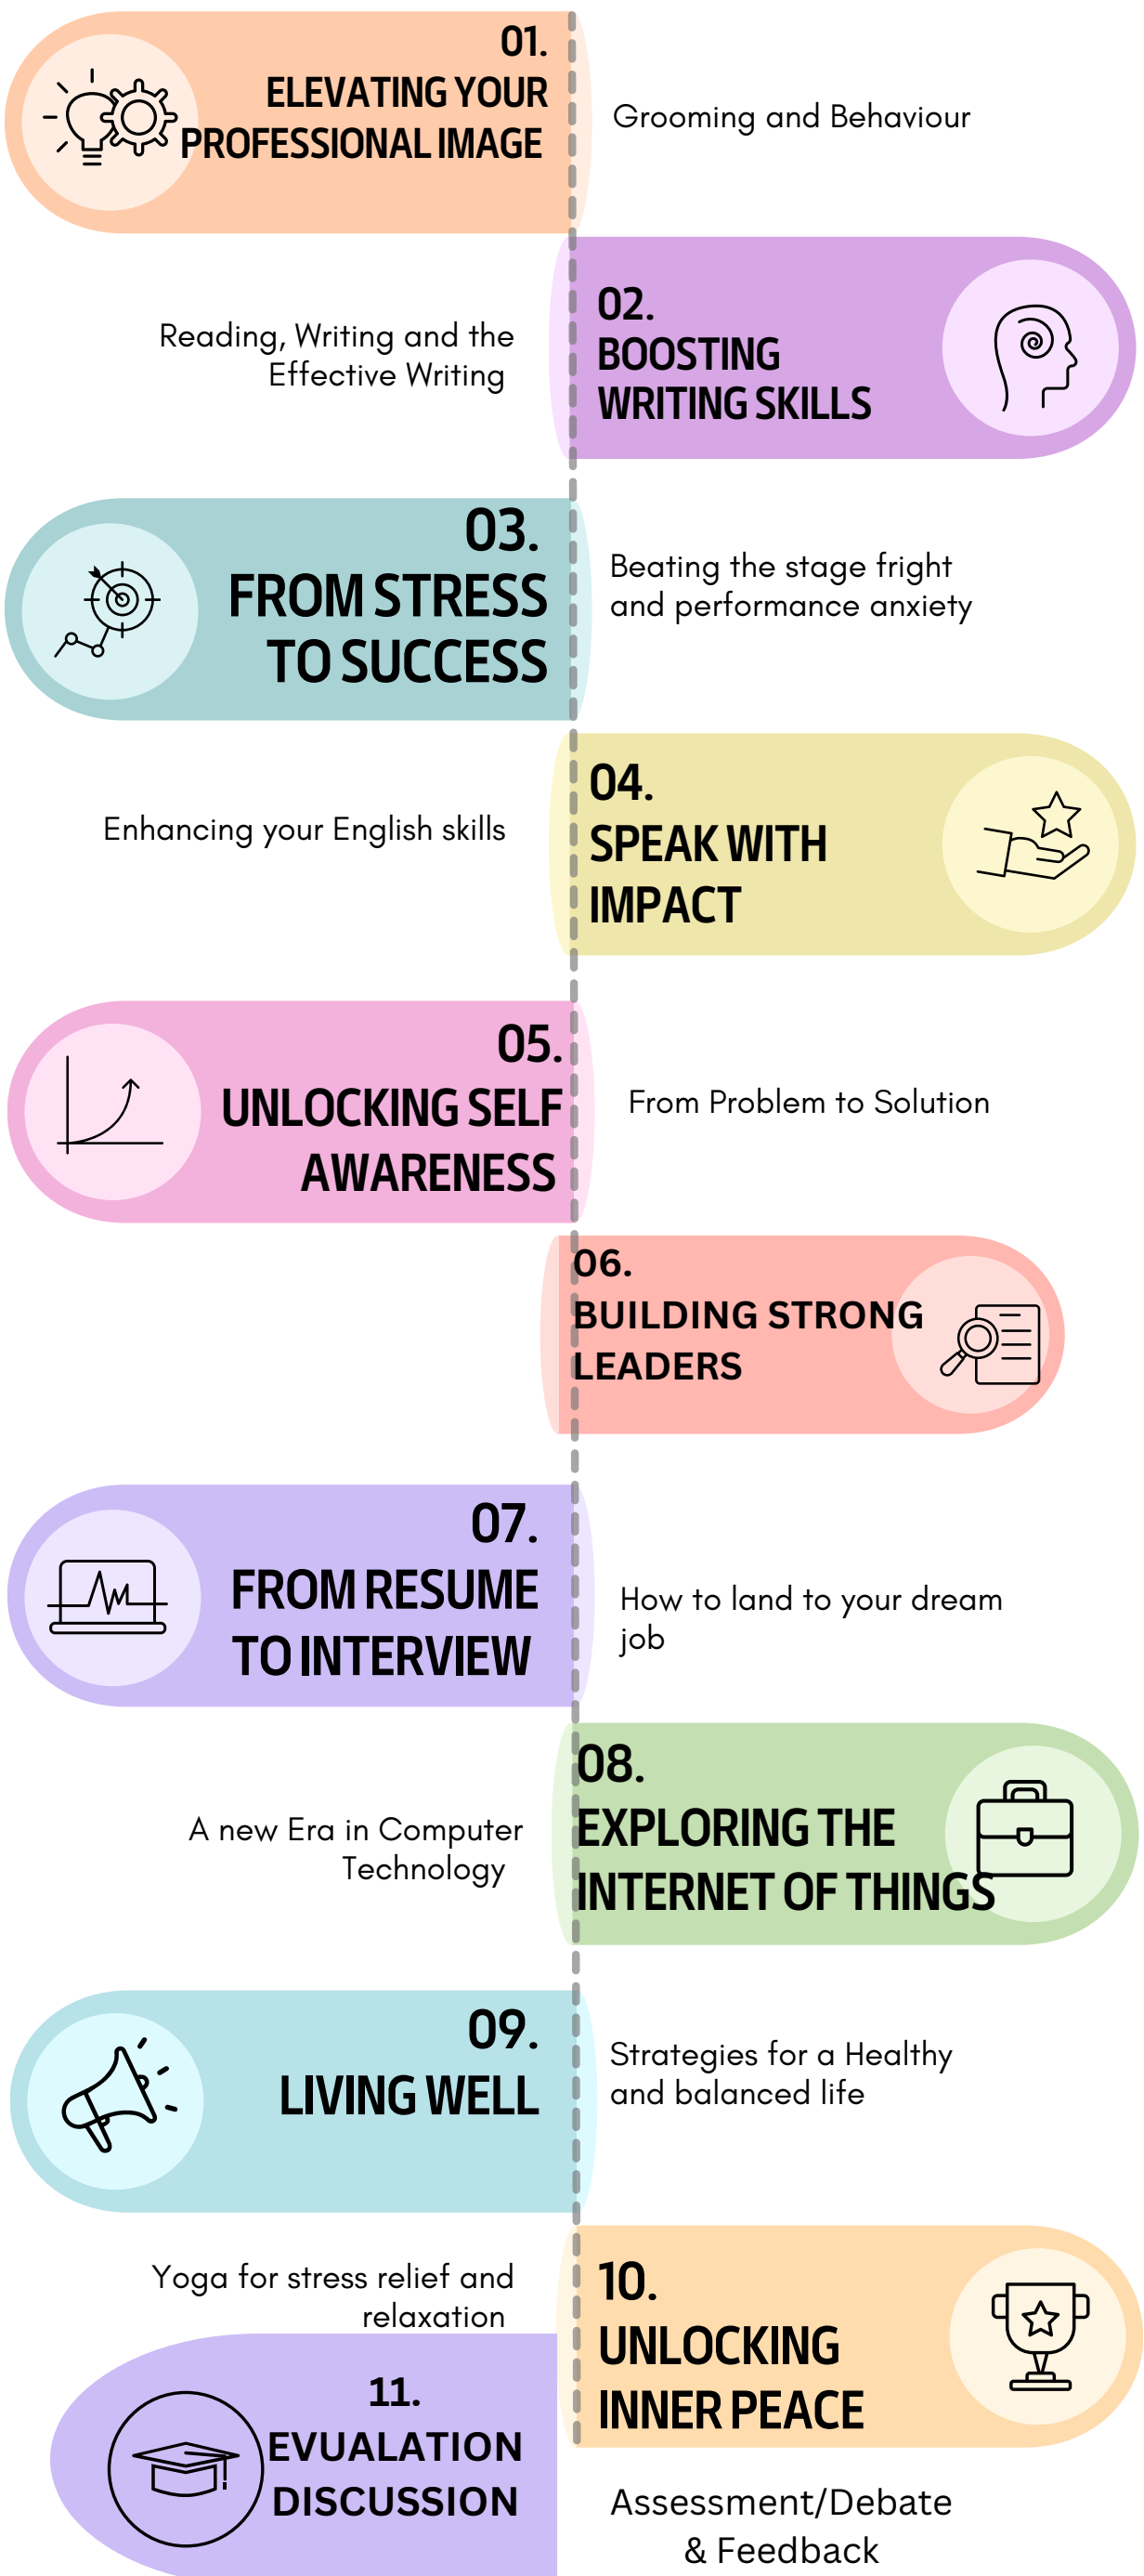 01.
ELEVATING YOUR
PROFESSIONAL IMAGE
Grooming and Behaviour
02.
BOOSTING
WRITING SKILLS
Reading, Writing and the
Effective Writing
03.
FROM STRESS
TO SUCCESS
Beating the stage fright
and performance anxiety
04.
SPEAK WITH
IMPACT
Enhancing your English skills
05.
UNLOCKING SELF
AWARENESS
From Problem to Solution
06.
BUILDING STRONG
LEADERS
07.
FROM RESUME
TO INTERVIEW
How to land to your dream
job
08.
EXPLORING THE
INTERNET OF THINGS
A new Era in Computer
Technology
09.
LIVING WELL
Strategies for a Healthy
and balanced life
10.
UNLOCKING
INNER PEACE
Yoga for stress relief and
relaxation
11.
EVUALATION
DISCUSSION
Assessment/Debate
& Feedback